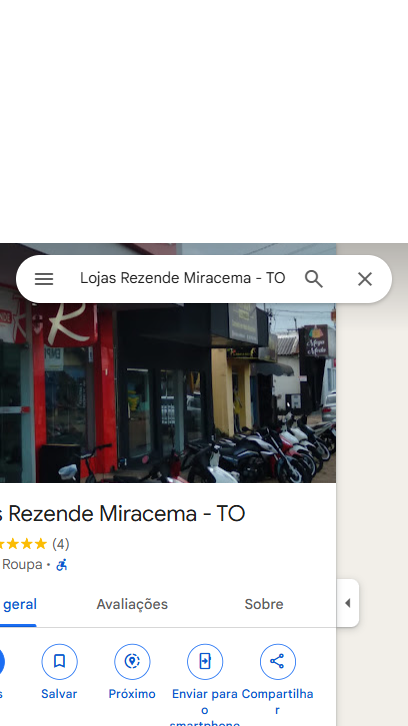 Lojas Rezende Miracema - TO
R
s Rezende Miracema - TO
(4)
Roupa ·
geral Avaliações Sobre
s Salvar Próximo Enviar para o smartphone Compartilhar